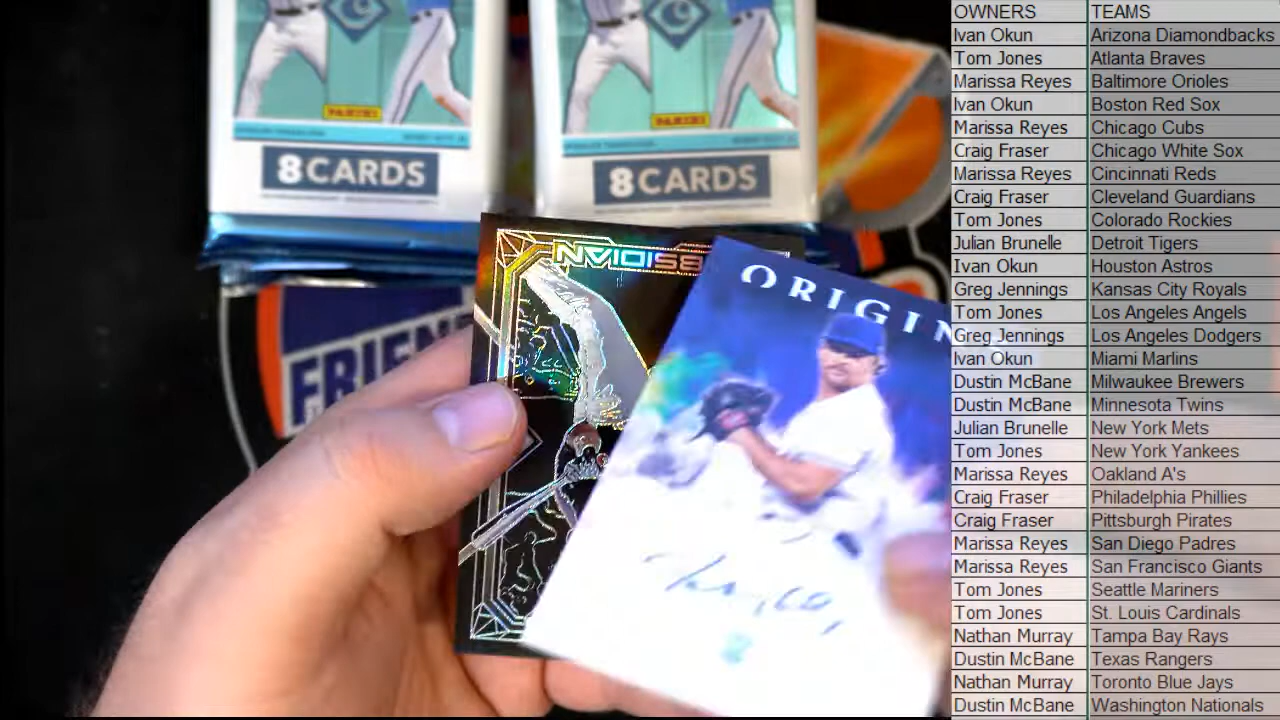 8 CARDS
8 CARDS
PANINI
PANINI
FRIEN
OBSIDIAN
ORIGIN
OWNERS TEAMS
Ivan Okun Arizona Diamondbacks
Tom Jones Atlanta Braves
Marissa Reyes Baltimore Orioles
Ivan Okun Boston Red Sox
Marissa Reyes Chicago Cubs
Craig Fraser Chicago White Sox
Marissa Reyes Cincinnati Reds
Craig Fraser Cleveland Guardians
Tom Jones Colorado Rockies
Julian Brunelle Detroit Tigers
Ivan Okun Houston Astros
Greg Jennings Kansas City Royals
Tom Jones Los Angeles Angels
Greg Jennings Los Angeles Dodgers
Ivan Okun Miami Marlins
Dustin McBane Milwaukee Brewers
Dustin McBane Minnesota Twins
Julian Brunelle New York Mets
Tom Jones New York Yankees
Marissa Reyes Oakland A's
Craig Fraser Philadelphia Phillies
Craig Fraser Pittsburgh Pirates
Marissa Reyes San Diego Padres
Marissa Reyes San Francisco Giants
Tom Jones Seattle Mariners
Tom Jones St. Louis Cardinals
Nathan Murray Tampa Bay Rays
Dustin McBane Texas Rangers
Nathan Murray Toronto Blue Jays
Dustin McBane Washington Nationals